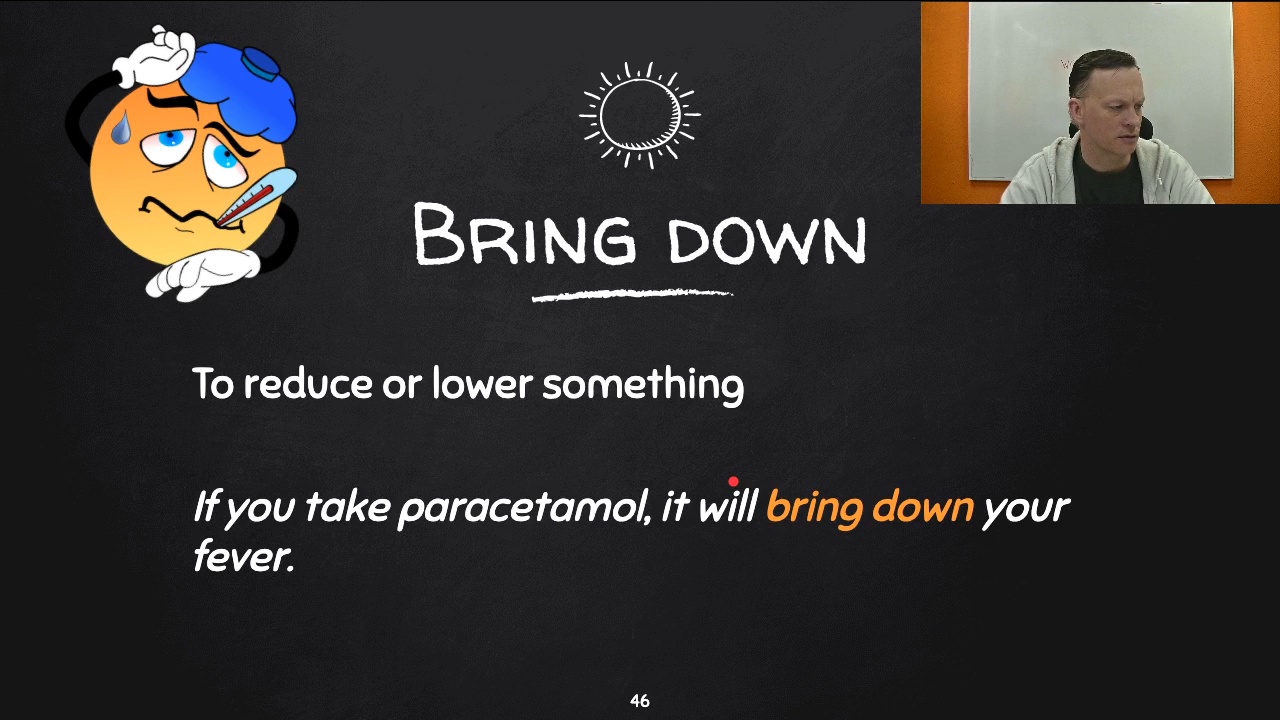 Bring down
To reduce or lower something
If you take paracetamol, it will bring down your
fever.
46